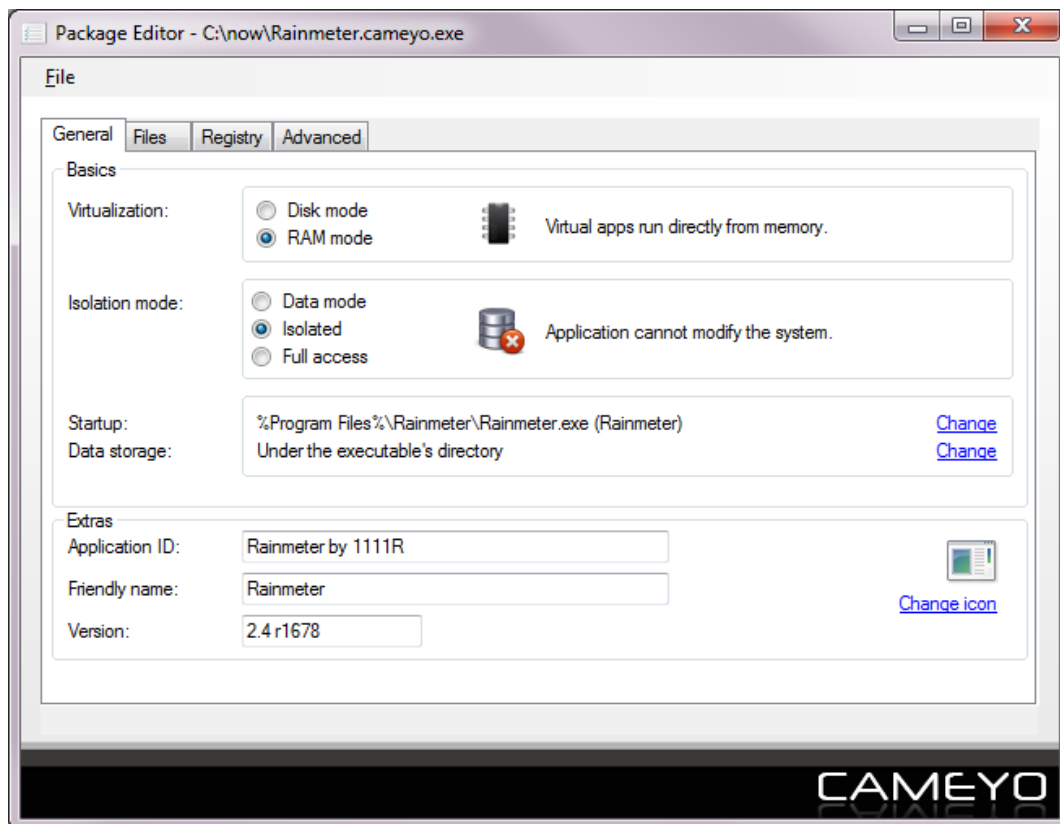 Package Editor - C:\now\Rainmeter.cameyo.exe
File
General Files Registry Advanced
Basics
Virtualization:
Disk mode
RAM mode
Virtual apps run directly from memory.
Isolation mode:
Data mode
Isolated
Full access
Application cannot modify the system.
Startup: %Program Files%\Rainmeter\Rainmeter.exe (Rainmeter) Change
Data storage: Under the executable's directory Change
Extras
Application ID: Rainmeter by 1111R
Friendly name: Rainmeter
Change icon
Version: 2.4 r1678
CAMEYO